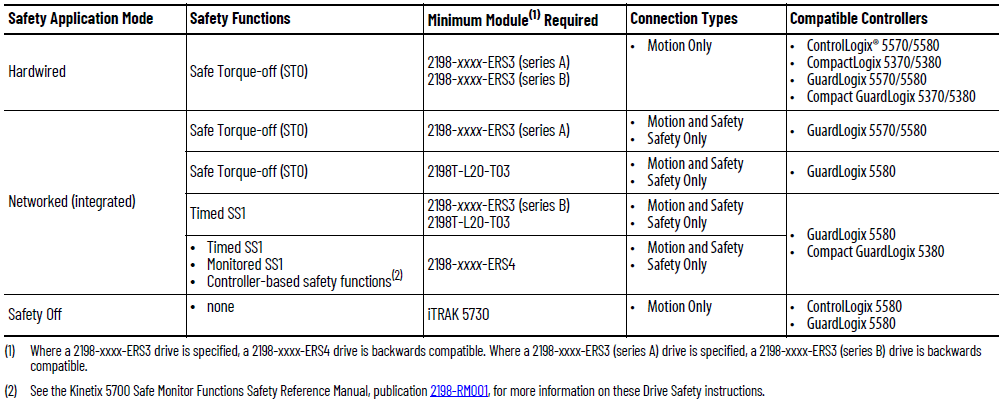 Safety Application Mode Safety Functions Minimum Module(1) Required Connection Types Compatible Controllers
Hardwired
Safe Torque-off (STO)
2198-xxxx-ERS3 (series A)
2198-xxxx-ERS3 (series B)
• Motion Only
• ControlLogix® 5570/5580
• CompactLogix 5370/5380
• GuardLogix 5570/5580
• Compact GuardLogix 5370/5380
Networked (integrated)
Safe Torque-off (STO)
2198-xxxx-ERS3 (series A)
• Motion and Safety
• Safety Only
• GuardLogix 5570/5580
Safe Torque-off (STO)
2198T-L20-T03
• Motion and Safety
• Safety Only
• GuardLogix 5580
Timed SS1
2198-xxxx-ERS3 (series B)
2198T-L20-T03
• Motion and Safety
• Safety Only
• Timed SS1
• Monitored SS1
• Controller-based safety functions(2)
2198-xxxx-ERS4
• Motion and Safety
• Safety Only
• GuardLogix 5580
• Compact GuardLogix 5380
Safety Off
• none
iTRAK 5730
• Motion Only
• ControlLogix 5580
• GuardLogix 5580
(1) Where a 2198-xxxx-ERS3 drive is specified, a 2198-xxxx-ERS4 drive is backwards compatible. Where a 2198-xxxx-ERS3 (series A) drive is specified, a 2198-xxxx-ERS3 (series B) drive is backwards
compatible.
(2) See the Kinetix 5700 Safe Monitor Functions Safety Reference Manual, publication 2198-RM001, for more information on these Drive Safety instructions.